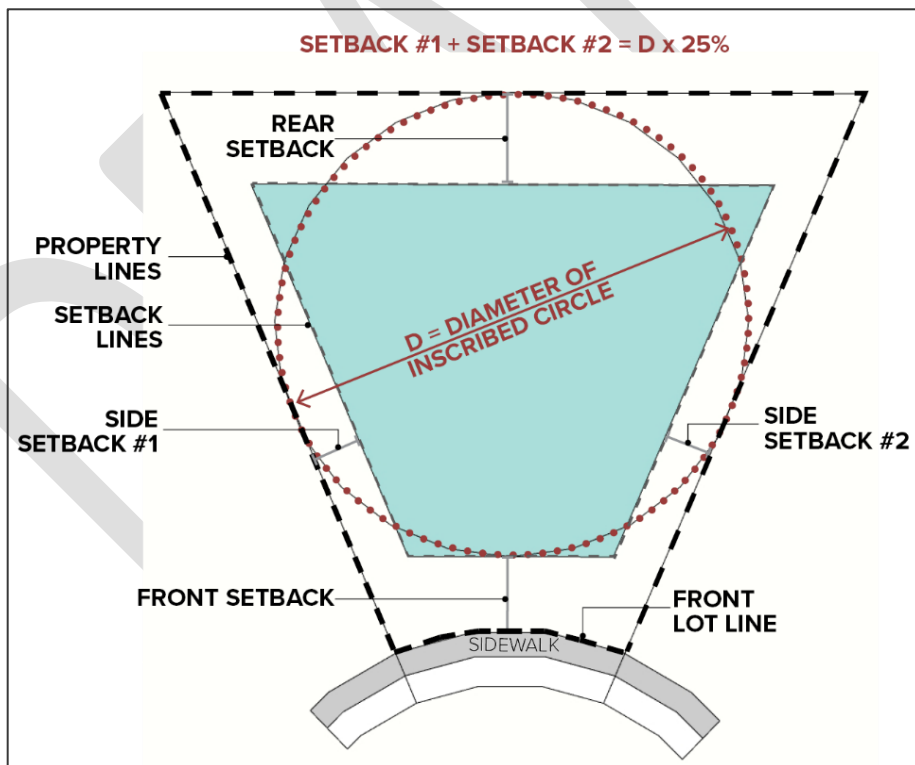 SETBACK #1 + SETBACK #2 = D x 25%
REAR
SETBACK
PROPERTY
LINES
SETBACK
LINES
D = DIAMETER OF
INSCRIBED CIRCLE
SIDE
SETBACK #1
SIDE
SETBACK #2
FRONT SETBACK
FRONT
LOT LINE
SIDEWALK